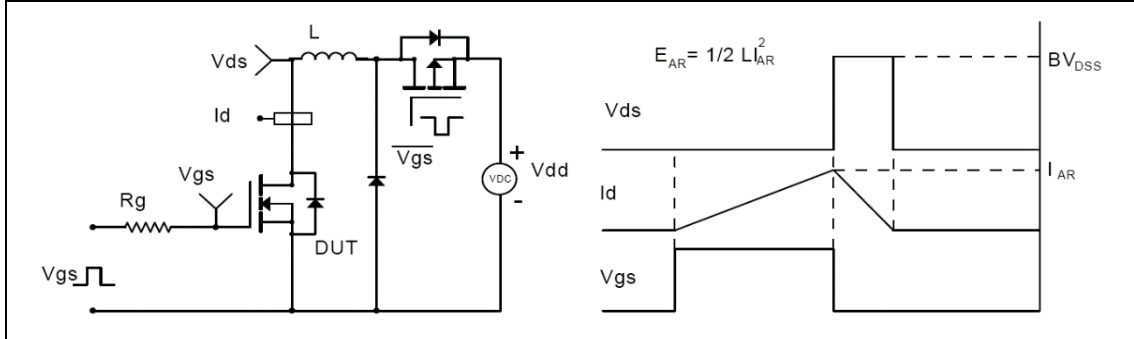 L
Vds
Id
Vgs
Rg
Vgs
DUT
Vgs
VDC
+
-
Vdd
E_AR = 1/2 LI_AR^2
BV_DSS
Vds
I_AR
Id
Vgs